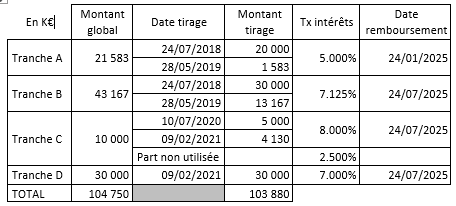 En K€ Montant global Date tirage Montant tirage Tx intérêts Date remboursement
Tranche A 21 583 24/07/2018 20 000 5.000% 24/01/2025
28/05/2019 1 583
Tranche B 43 167 24/07/2018 30 000 7.125% 24/07/2025
28/05/2019 13 167
Tranche C 10 000 10/07/2020 5 000 8.000% 24/07/2025
09/02/2021 4 130
Part non utilisée 2.500%
Tranche D 30 000 09/02/2021 30 000 7.000% 24/07/2025
TOTAL 104 750 103 880